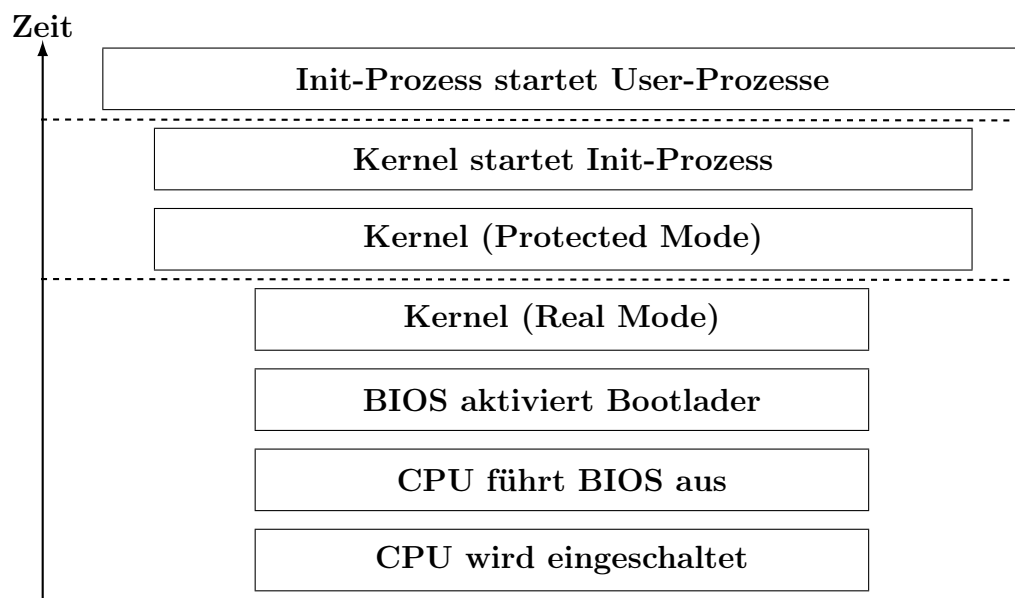 Zeit
Init-Prozess startet User-Prozesse
Kernel startet Init-Prozess
Kernel (Protected Mode)
Kernel (Real Mode)
BIOS aktiviert Bootlader
CPU führt BIOS aus
CPU wird eingeschaltet